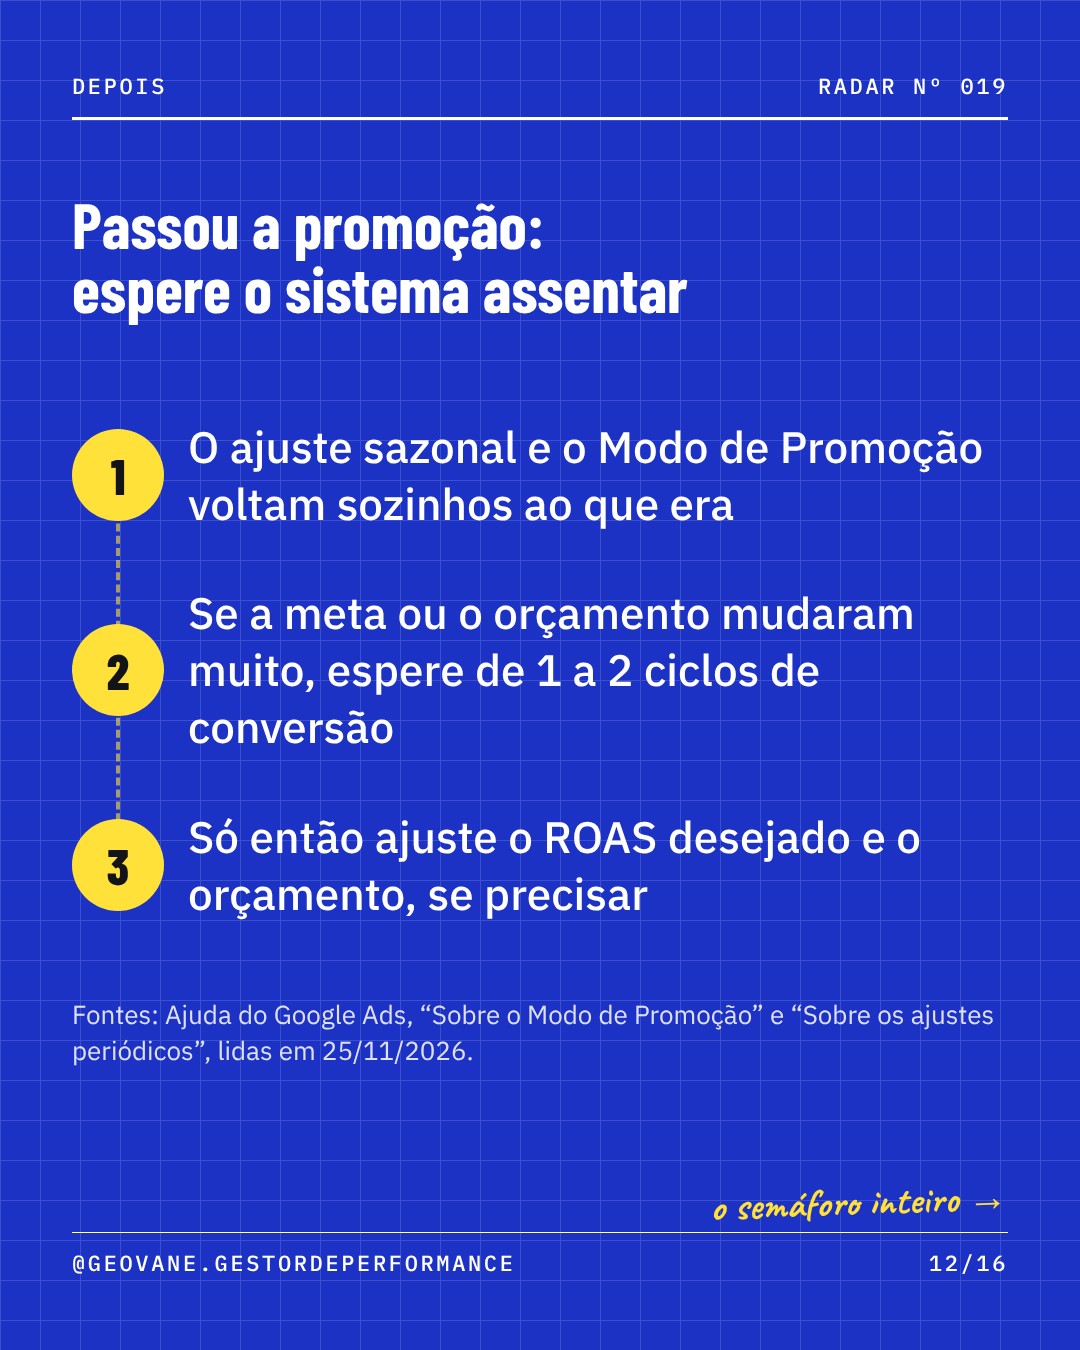 DEPOIS
RADAR Nº 019
Passou a promoção:
espere o sistema assentar
1
O ajuste sazonal e o Modo de Promoção
voltam sozinhos ao que era
2
Se a meta ou o orçamento mudaram
muito, espere de 1 a 2 ciclos de
conversão
3
Só então ajuste o ROAS desejado e o
orçamento, se precisar
Fontes: Ajuda do Google Ads, “Sobre o Modo de Promoção” e “Sobre os ajustes
periódicos”, lidas em 25/11/2026.
o semáforo inteiro →
@GEOVANE.GESTORDEPERFORMANCE
12/16